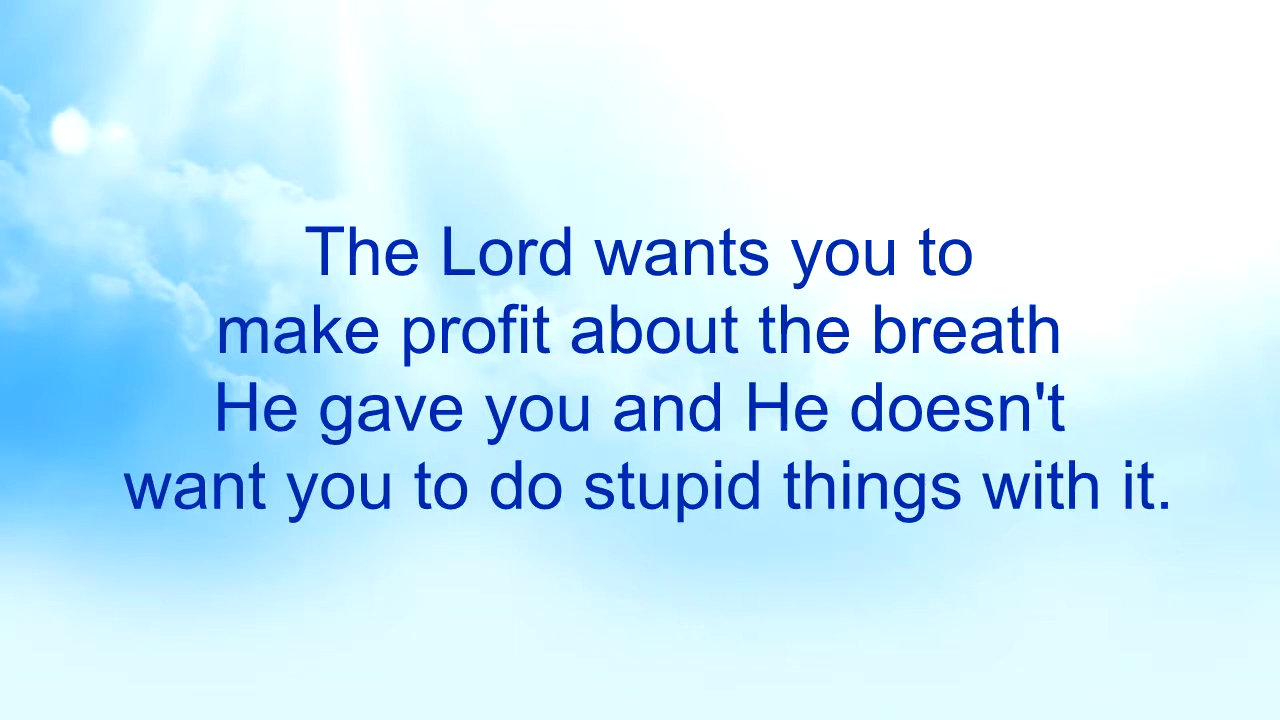 The Lord wants you to
make profit about the breath
He gave you and He doesn't
want you to do stupid things with it.